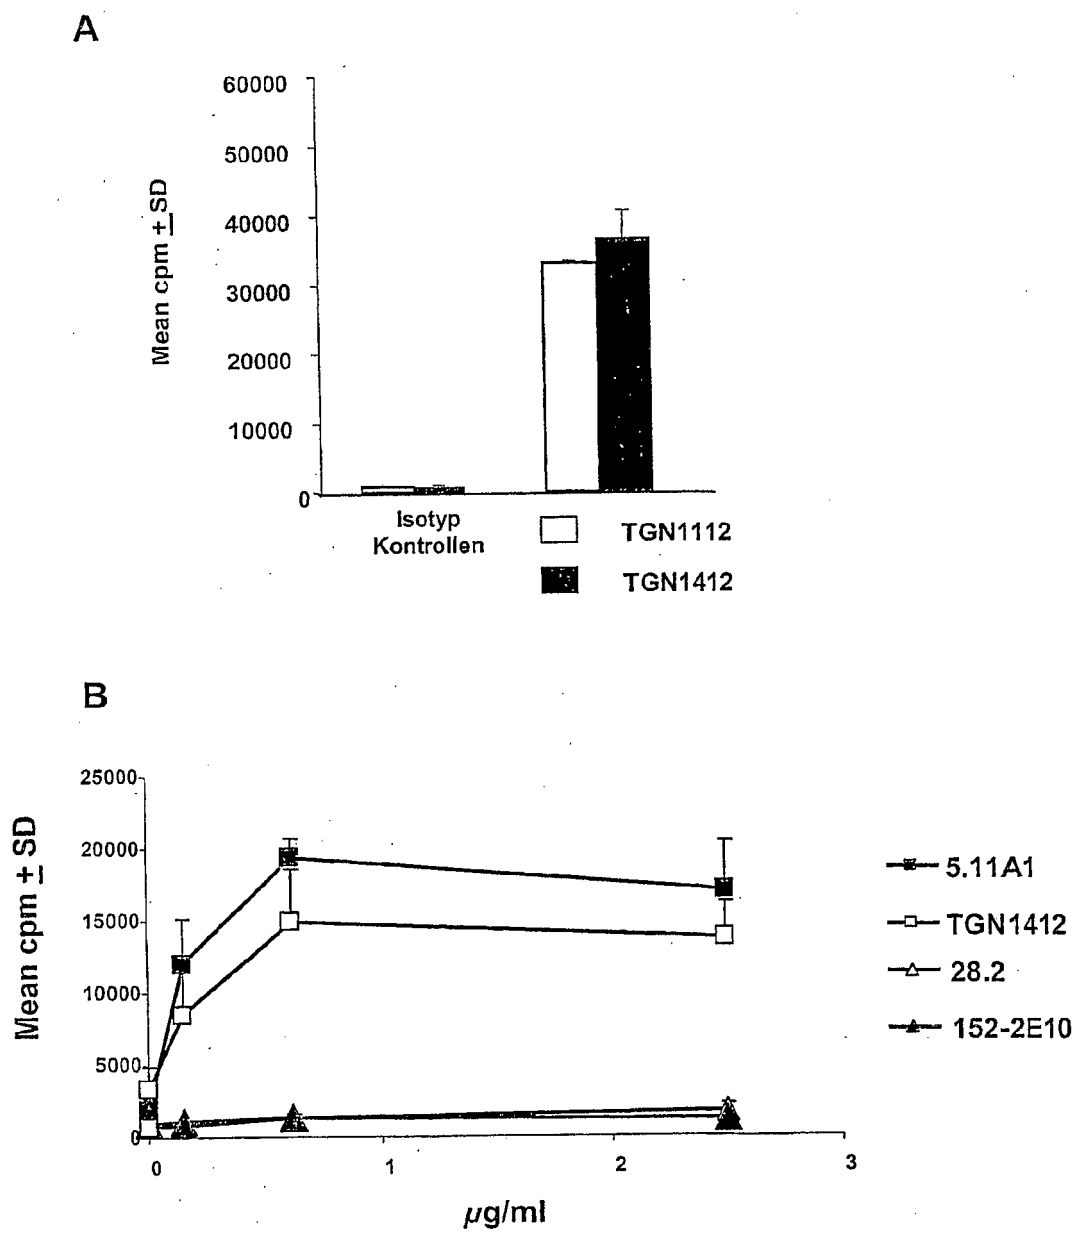 A
60000
50000
40000
30000
20000
10000
0
Mean cpm ± SD
Isotyp
Kontrollen
TGN1112
TGN1412
B
25000
20000
15000
10000
5000
0
Mean cpm ± SD
0 1 2 3
µg/ml
5.11A1
TGN1412
28.2
152-2E10